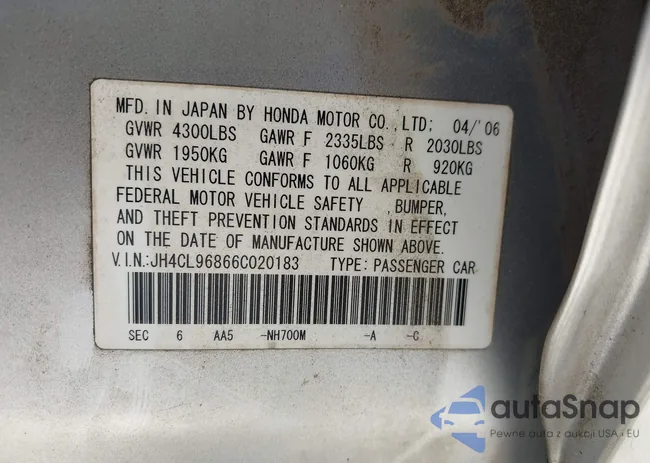 MFD. IN JAPAN BY HONDA MOTOR CO., LTD; 04/'06
GVWR 4300LBS GAWR F 2335LBS R 2030LBS
GVWR 1950KG GAWR F 1060KG R 920KG
THIS VEHICLE CONFORMS TO ALL APPLICABLE
FEDERAL MOTOR VEHICLE SAFETY ,BUMPER,
AND THEFT PREVENTION STANDARDS IN EFFECT
ON THE DATE OF MANUFACTURE SHOWN ABOVE.
V.I.N.:JH4CL96866C020183 TYPE: PASSENGER CAR
SEC 6 AA5 -NH700M -A -C
autaSnap
Pewne auta z aukcji USA i EU